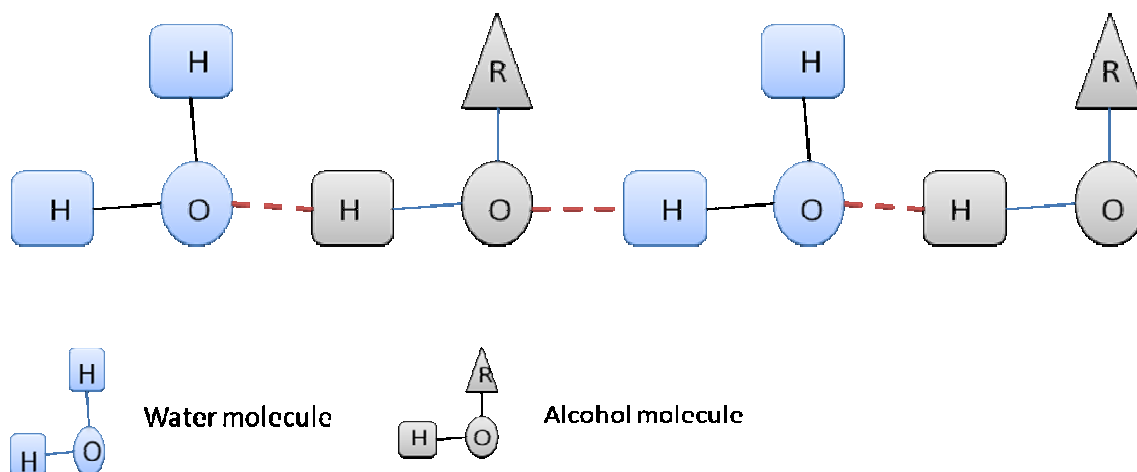 H R H R
H O H O H O H O
H R
Water molecule Alcohol molecule
H O H O